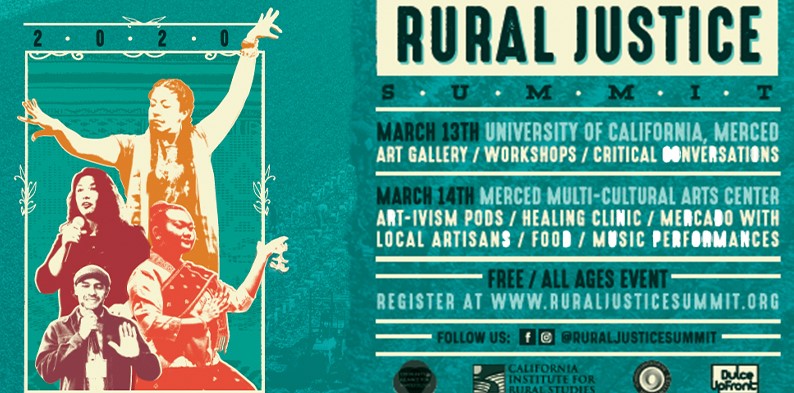 2·0·2·0
RURAL JUSTICE
S·U·M·M·I·T
MARCH 13TH UNIVERSITY OF CALIFORNIA, MERCED
ART GALLERY / WORKSHOPS / CRITICAL CONVERSATIONS
MARCH 14TH MERCED MULTI-CULTURAL ARTS CENTER
ART-IVISM PODS / HEALING CLINIC / MERCADO WITH
LOCAL ARTISANS / FOOD / MUSIC PERFORMANCES
FREE / ALL AGES EVENT
REGISTER AT WWW.RURALJUSTICESUMMIT.ORG
FOLLOW US: @RURALJUSTICESUMMIT
CALIFORNIA
INSTITUTE FOR
RURAL STUDIES
Dulce
UpFront